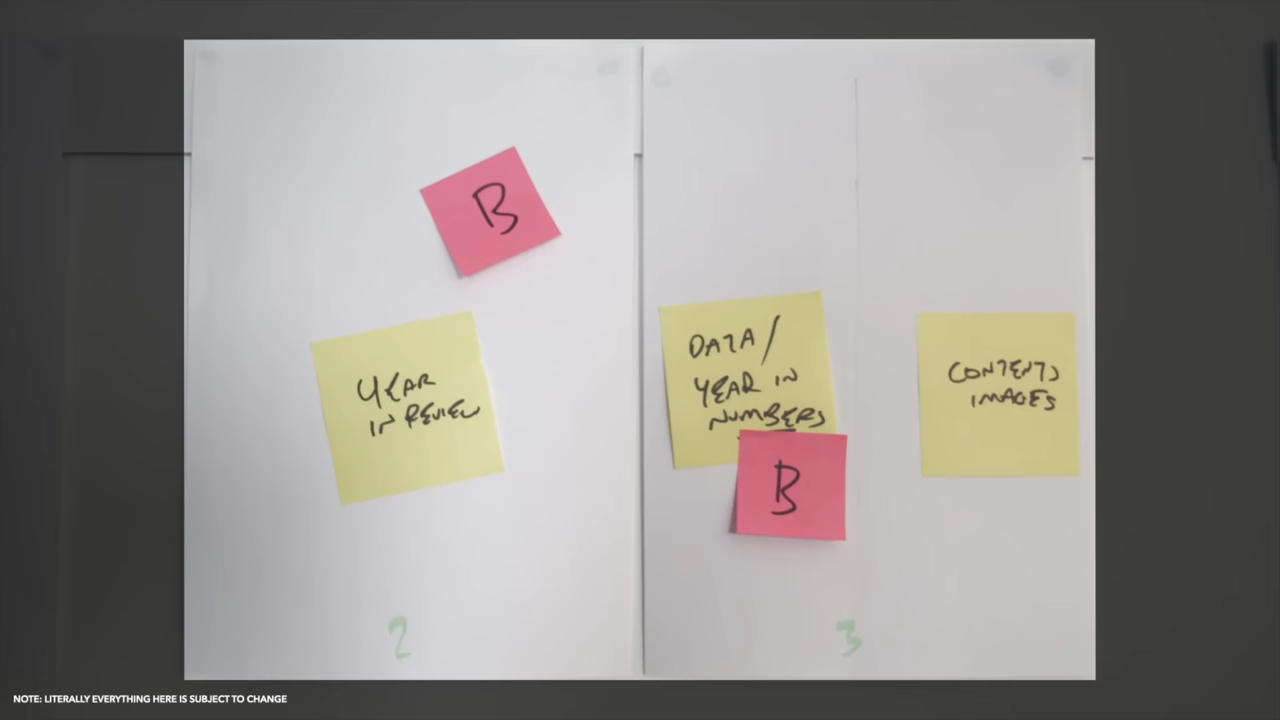 B
YEAR
IN REVIEW
2
DATA/
YEAR IN
NUMBERS
B
CONTENTS
IMAGES
3
NOTE: LITERALLY EVERYTHING HERE IS SUBJECT TO CHANGE